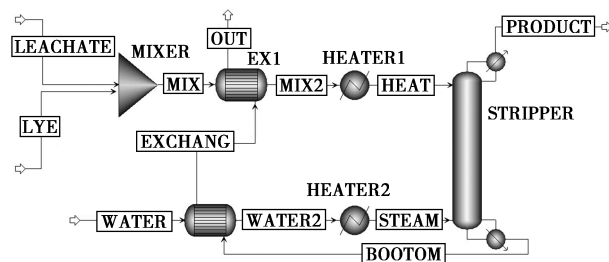 PRODUCT
OUT
LEACHATE
MIXER
EX1
HEATER1
MIX
MIX2
HEAT
LYE
EXCHANG
STRIPPER
HEATER2
WATER
WATER2
STEAM
BOOTOM